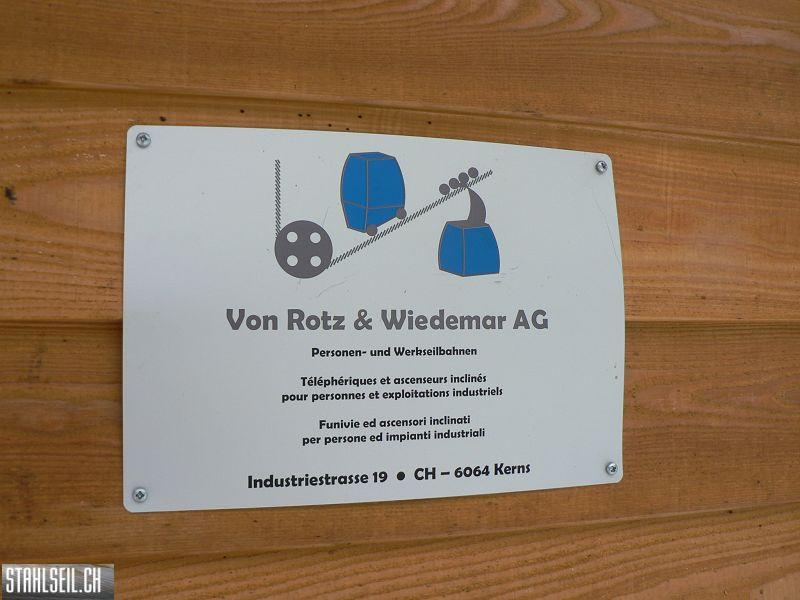 Von Rotz & Wiedemar AG
Personen- und Werkseilbahnen
Téléphériques et ascenseurs inclinés
pour personnes et exploitations industriels
Funivie ed ascensori inclinati
per persone ed impianti industriali
Industriestrasse 19 ● CH – 6064 Kerns
STAHLSEIL.CH